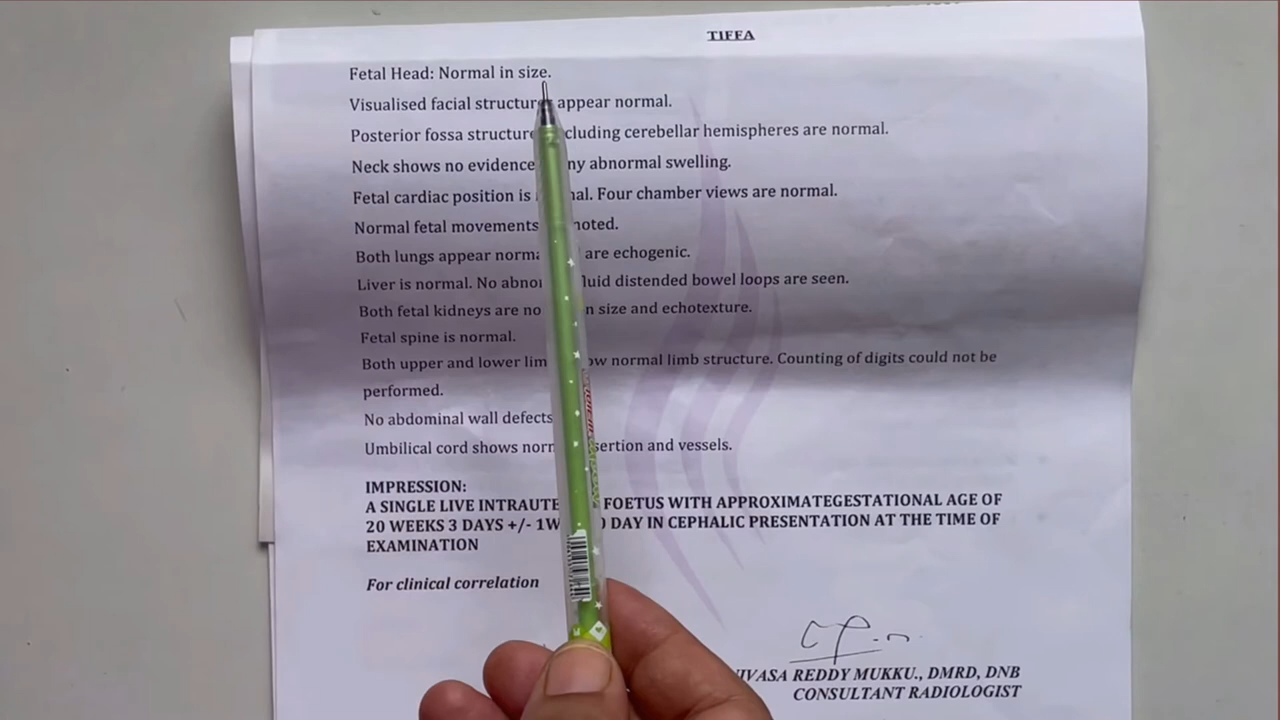 TIFFA
Fetal Head: Normal in size.
Visualised facial structur appear normal.
Posterior fossa structure cluding cerebellar hemispheres are normal.
Neck shows no evidence ny abnormal swelling.
Fetal cardiac position is al. Four chamber views are normal.
Normal fetal movements noted.
Both lungs appear norma are echogenic.
Liver is normal. No abno luid distended bowel loops are seen.
Both fetal kidneys are no n size and echotexture.
Fetal spine is normal.
Both upper and lower lim ow normal limb structure. Counting of digits could not be
performed.
No abdominal wall defects
Umbilical cord shows nor sertion and vessels.
IMPRESSION:
A SINGLE LIVE INTRAUTE FOETUS WITH APPROXIMATEGESTATIONAL AGE OF
20 WEEKS 3 DAYS +/- 1W 0 DAY IN CEPHALIC PRESENTATION AT THE TIME OF
EXAMINATION
For clinical correlation
IVASA REDDY MUKKU., DMRD, DNB
CONSULTANT RADIOLOGIST